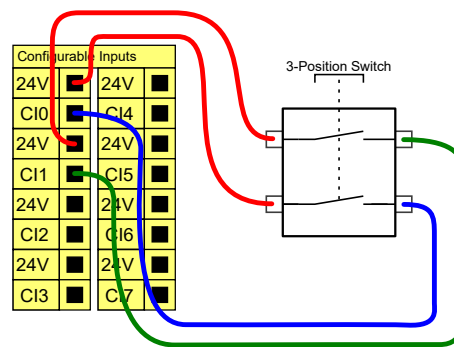 3-Position Switch
Configurable Inputs
24V 24V
CI0 CI4
24V 24V
CI1 CI5
24V 24V
CI2 CI6
24V 24V
CI3 CI7